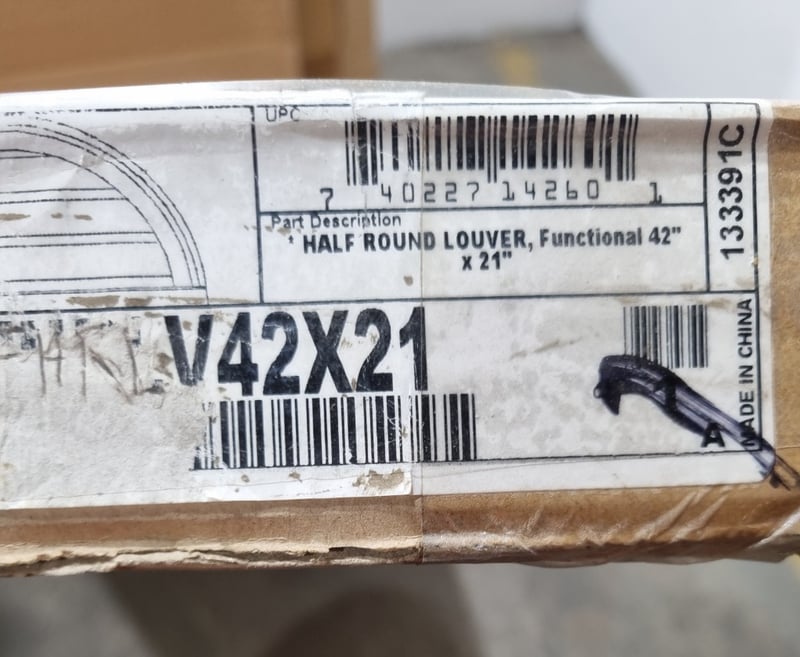 UPC
7 40227 14260 1
Part Description
* HALF ROUND LOUVER, Functional 42"
x 21"
133391C
V42X21
MADE IN CHINA
A